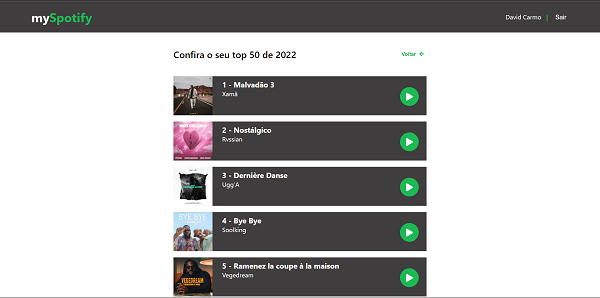 mySpotify
David Carmo | Sair
Confira o seu top 50 de 2022
Voltar
1 - Malvadão 3
Xamã
2 - Nostálgico
Rvssian
3 - Dernière Danse
Ugg'A
4 - Bye Bye
Soolking
BYE BYE
5 - Ramenez la coupe à la maison
Vegedream
VEGEDREAM